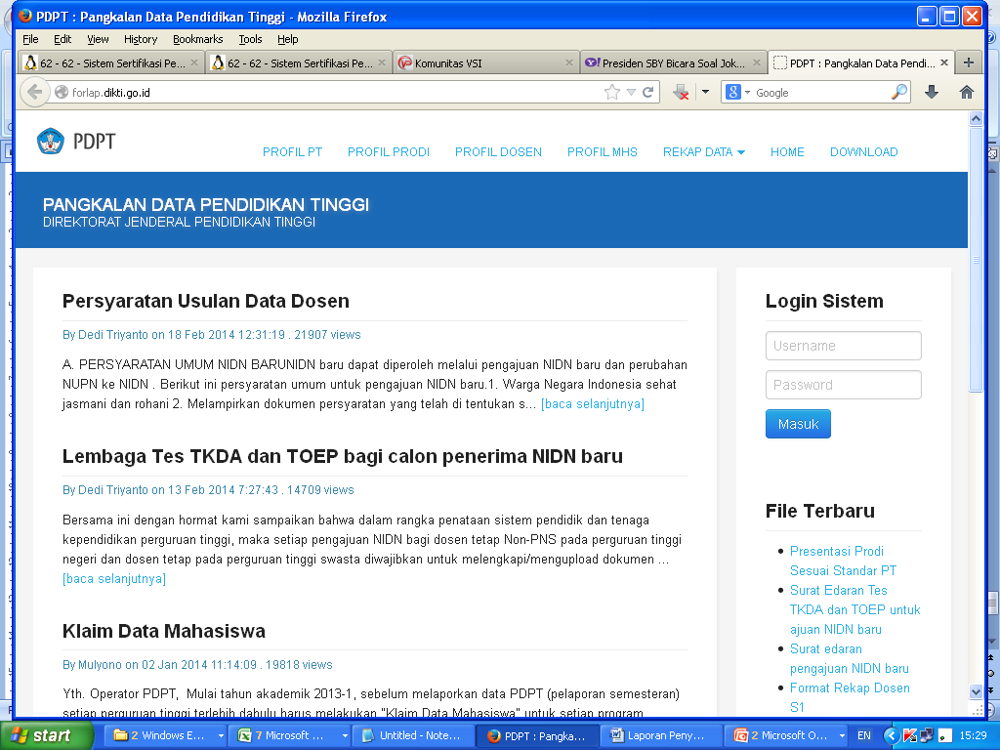 PDPT : Pangkalan Data Pendidikan Tinggi - Mozilla Firefox
File Edit View History Bookmarks Tools Help
62 - 62 - Sistem Sertifikasi Pe...
62 - 62 - Sistem Sertifikasi Pe...
Komunitas VSI
Presiden SBY Bicara Soal Jok...
PDPT : Pangkalan Data Pendi...
forlap.dikti.go.id
Google
PDPT
PROFIL PT PROFIL PRODI PROFIL DOSEN PROFIL MHS REKAP DATA HOME DOWNLOAD
PANGKALAN DATA PENDIDIKAN TINGGI
DIREKTORAT JENDERAL PENDIDIKAN TINGGI
Persyaratan Usulan Data Dosen
By Dedi Triyanto on 18 Feb 2014 12:31:19 . 21907 views
A. PERSYARATAN UMUM NIDN BARUNIDN baru dapat diperoleh melalui pengajuan NIDN baru dan perubahan
NUPN ke NIDN . Berikut ini persyaratan umum untuk pengajuan NIDN baru.1. Warga Negara Indonesia sehat
jasmani dan rohani 2. Melampirkan dokumen persyaratan yang telah di tentukan s... [baca selanjutnya]
Lembaga Tes TKDA dan TOEP bagi calon penerima NIDN baru
By Dedi Triyanto on 13 Feb 2014 7:27:43 . 14709 views
Bersama ini dengan hormat kami sampaikan bahwa dalam rangka penataan sistem pendidik dan tenaga
kependidikan perguruan tinggi, maka setiap pengajuan NIDN bagi dosen tetap Non-PNS pada perguruan tinggi
negeri dan dosen tetap pada perguruan tinggi swasta diwajibkan untuk melengkapi/mengupload dokumen ...
[baca selanjutnya]
Klaim Data Mahasiswa
By Mulyono on 02 Jan 2014 11:14:09 . 19818 views
Yth. Operator PDPT, Mulai tahun akademik 2013-1, sebelum melaporkan data PDPT (pelaporan semesteran)
setiap perguruan tinggi terlebih dahulu harus melakukan "Klaim Data Mahasiswa" untuk setiap program
Login Sistem
Username
Password
Masuk
File Terbaru
Presentasi Prodi
Sesuai Standar PT
Surat Edaran Tes
TKDA dan TOEP untuk
ajuan NIDN baru
Surat edaran
pengajuan NIDN baru
Format Rekap Dosen
S1
start
2 Windows E...
7 Microsoft ...
Untitled - Note...
PDPT : Pangka...
Laporan Peny...
2 Microsoft O...
EN
15:29